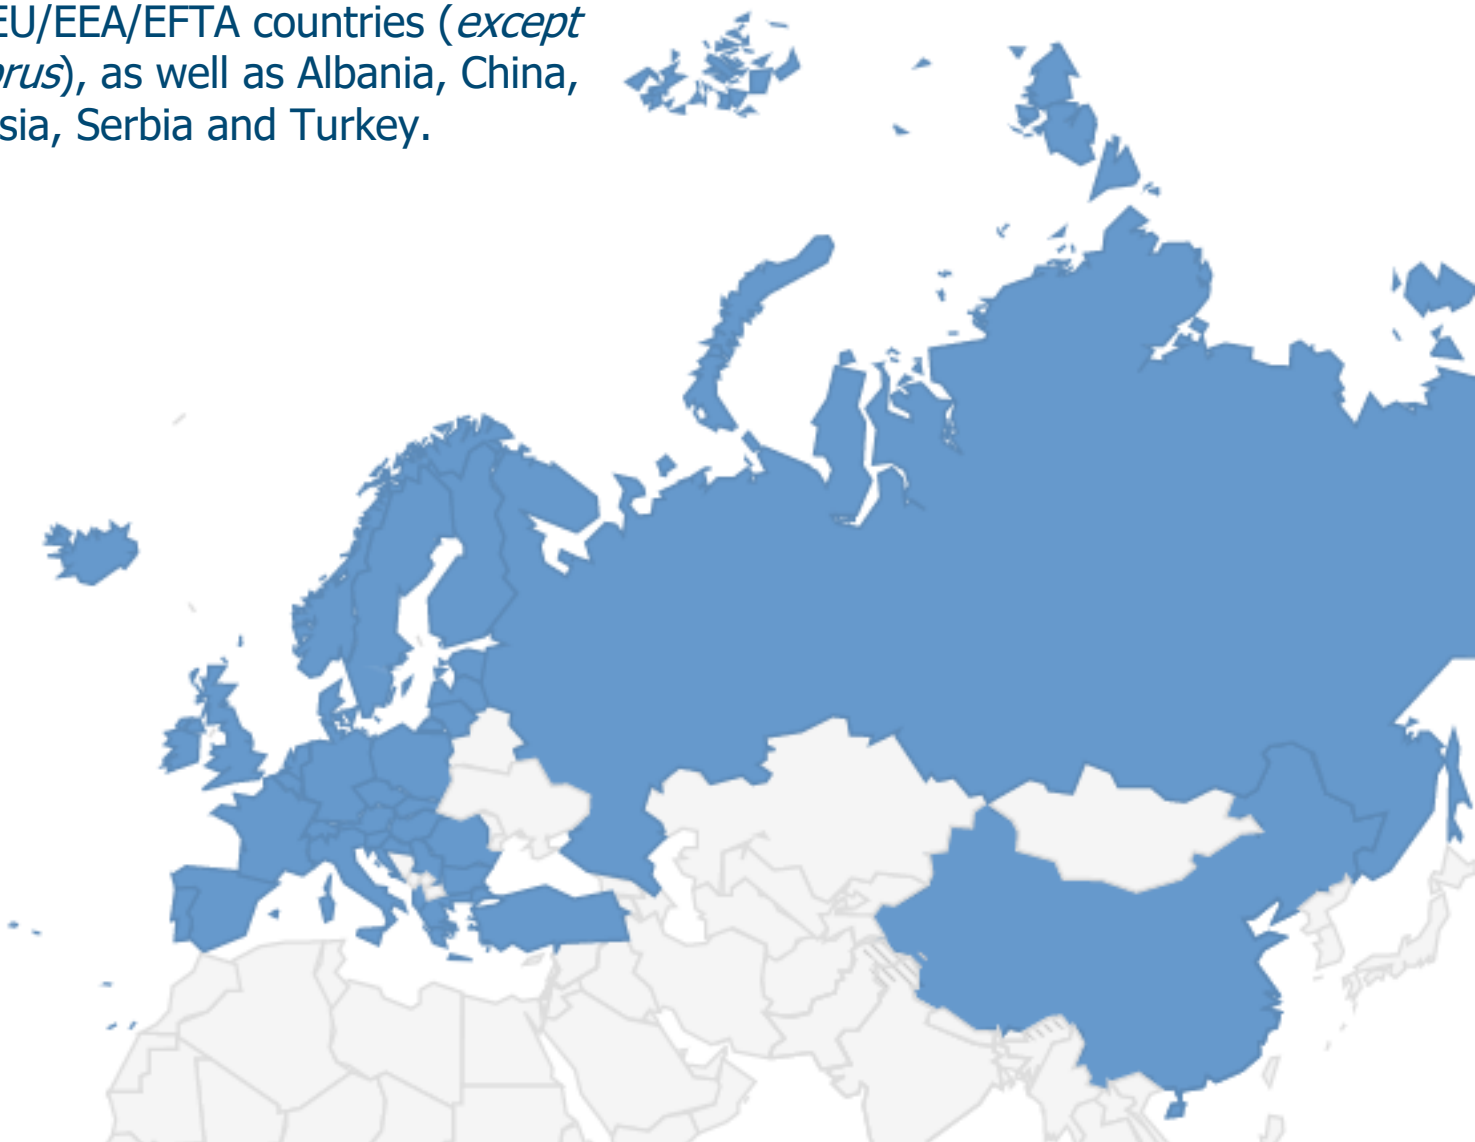 EU/EEA/EFTA countries (except
rus), as well as Albania, China,
sia, Serbia and Turkey.